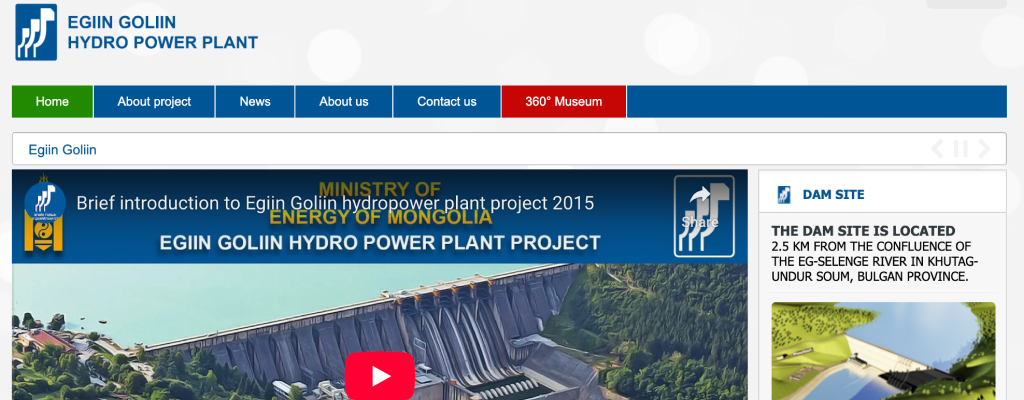 EGIIN GOLIIN
HYDRO POWER PLANT
Home
About project
News
About us
Contact us
360° Museum
Egiin Goliin
Brief introduction to Egiin Goliin hydropower plant project 2015
MINISTRY OF
ENERGY OF MONGOLIA
EGIIN GOLIIN HYDRO POWER PLANT PROJECT
Share
DAM SITE
THE DAM SITE IS LOCATED
2.5 KM FROM THE CONFLUENCE OF
THE EG-SELENGE RIVER IN KHUTAG-
UNDUR SOUM, BULGAN PROVINCE.